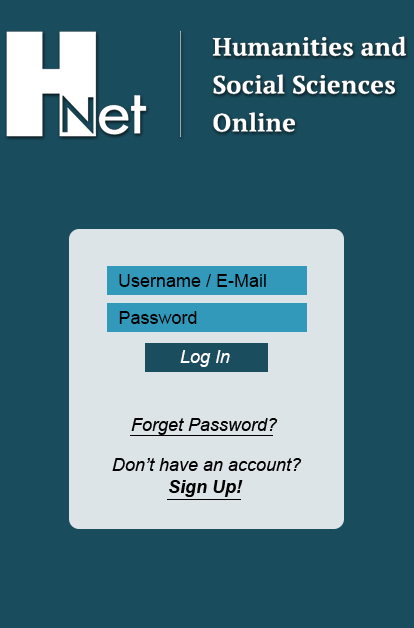 HNet
Humanities and
Social Sciences
Online
Username / E-Mail
Password
Log In
Forget Password?
Don't have an account?
Sign Up!